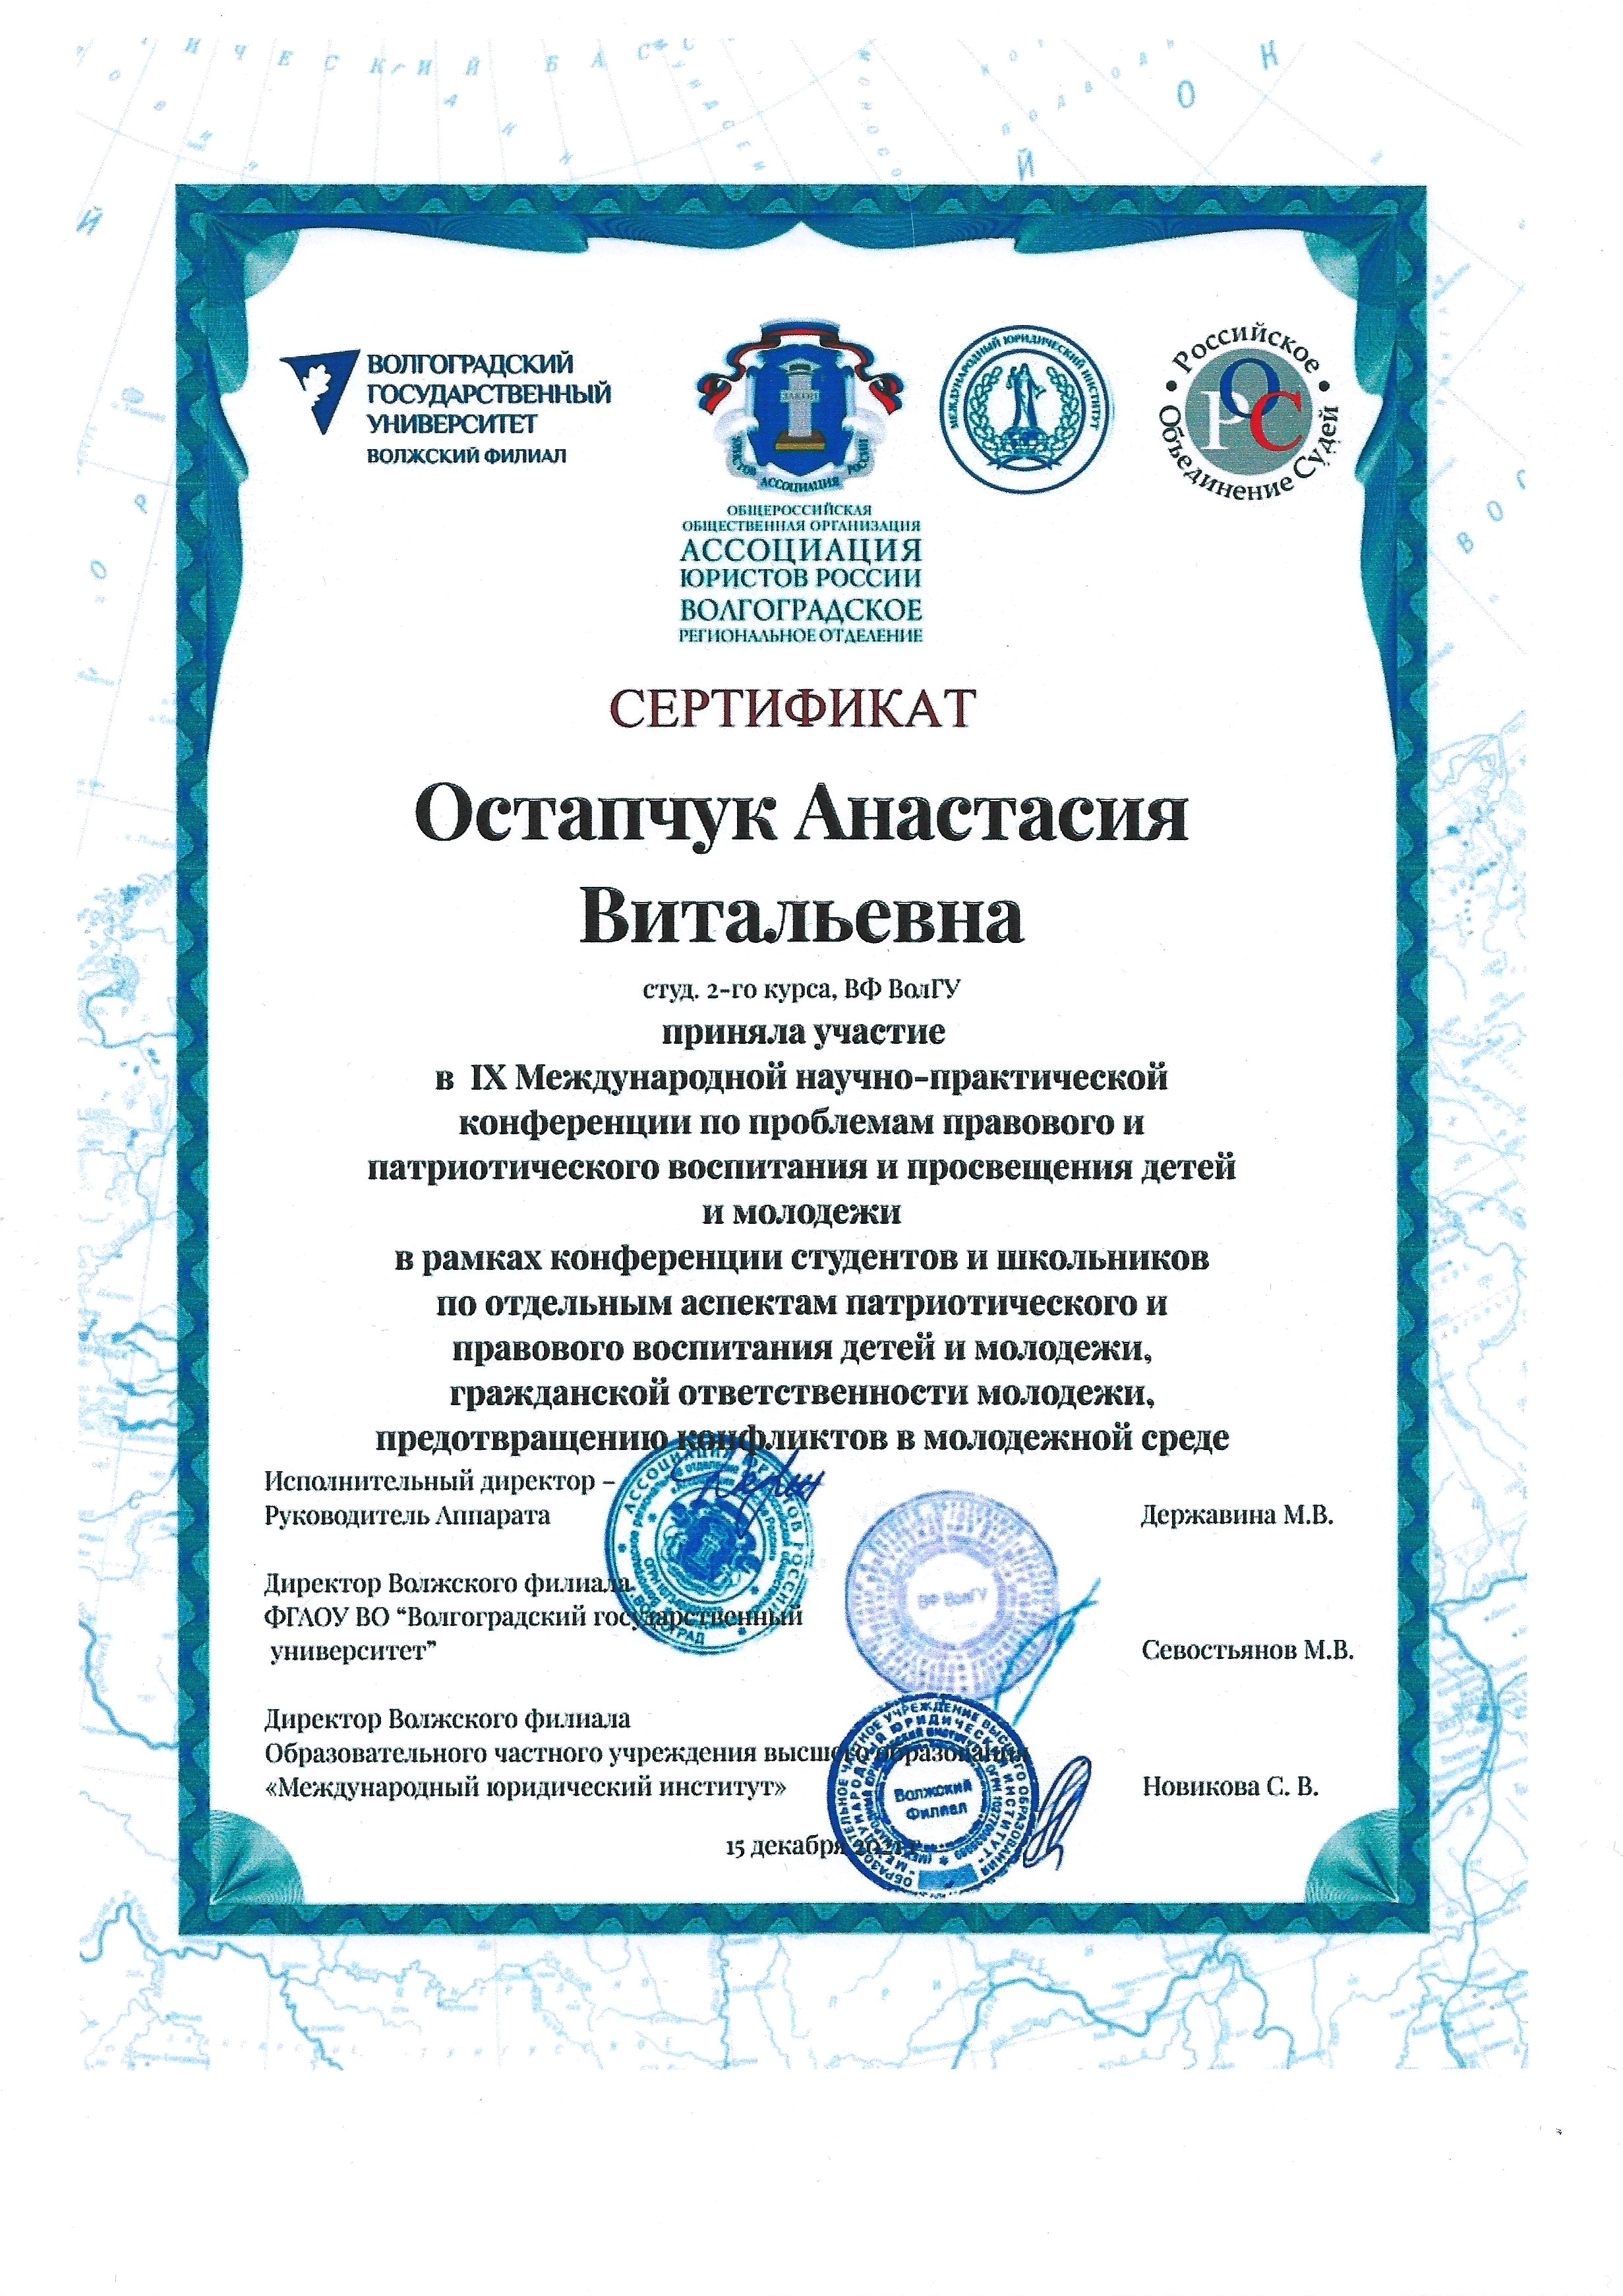 ВОЛГОГРАДСКИЙ
ГОСУДАРСТВЕННЫЙ
УНИВЕРСИТЕТ
ВОЛЖСКИЙ ФИЛИАЛ
ЗАКОН
ЮРИСТОВ РОССИИ
АССОЦИАЦИЯ
ОБЩЕРОССИЙСКАЯ
ОБЩЕСТВЕННАЯ ОРГАНИЗАЦИЯ
АССОЦИАЦИЯ
ЮРИСТОВ РОССИИ
ВОЛГОГРАДСКОЕ
РЕГИОНАЛЬНОЕ ОТДЕЛЕНИЕ
МЕЖДУНАРОДНЫЙ ЮРИДИЧЕСКИЙ ИНСТИТУТ
• Российское •
РОС
Объединение Судей
СЕРТИФИКАТ
Остапчук Анастасия
Витальевна
студ. 2-го курса, ВФ ВолГУ
приняла участие
в IX Международной научно-практической
конференции по проблемам правового и
патриотического воспитания и просвещения детей
и молодежи
в рамках конференции студентов и школьников
по отдельным аспектам патриотического и
правового воспитания детей и молодежи,
гражданской ответственности молодежи,
предотвращению конфликтов в молодежной среде
Исполнительный директор –
Руководитель Аппарата
Державина М.В.
Директор Волжского филиала
ФГАОУ ВО “Волгоградский государственный
университет”
Севостьянов М.В.
ВФ ВолГУ
Директор Волжского филиала
Образовательного частного учреждения высшего образования
«Международный юридический институт»
Новикова С. В.
Волжский
Филиал
15 декабря 2021 г.